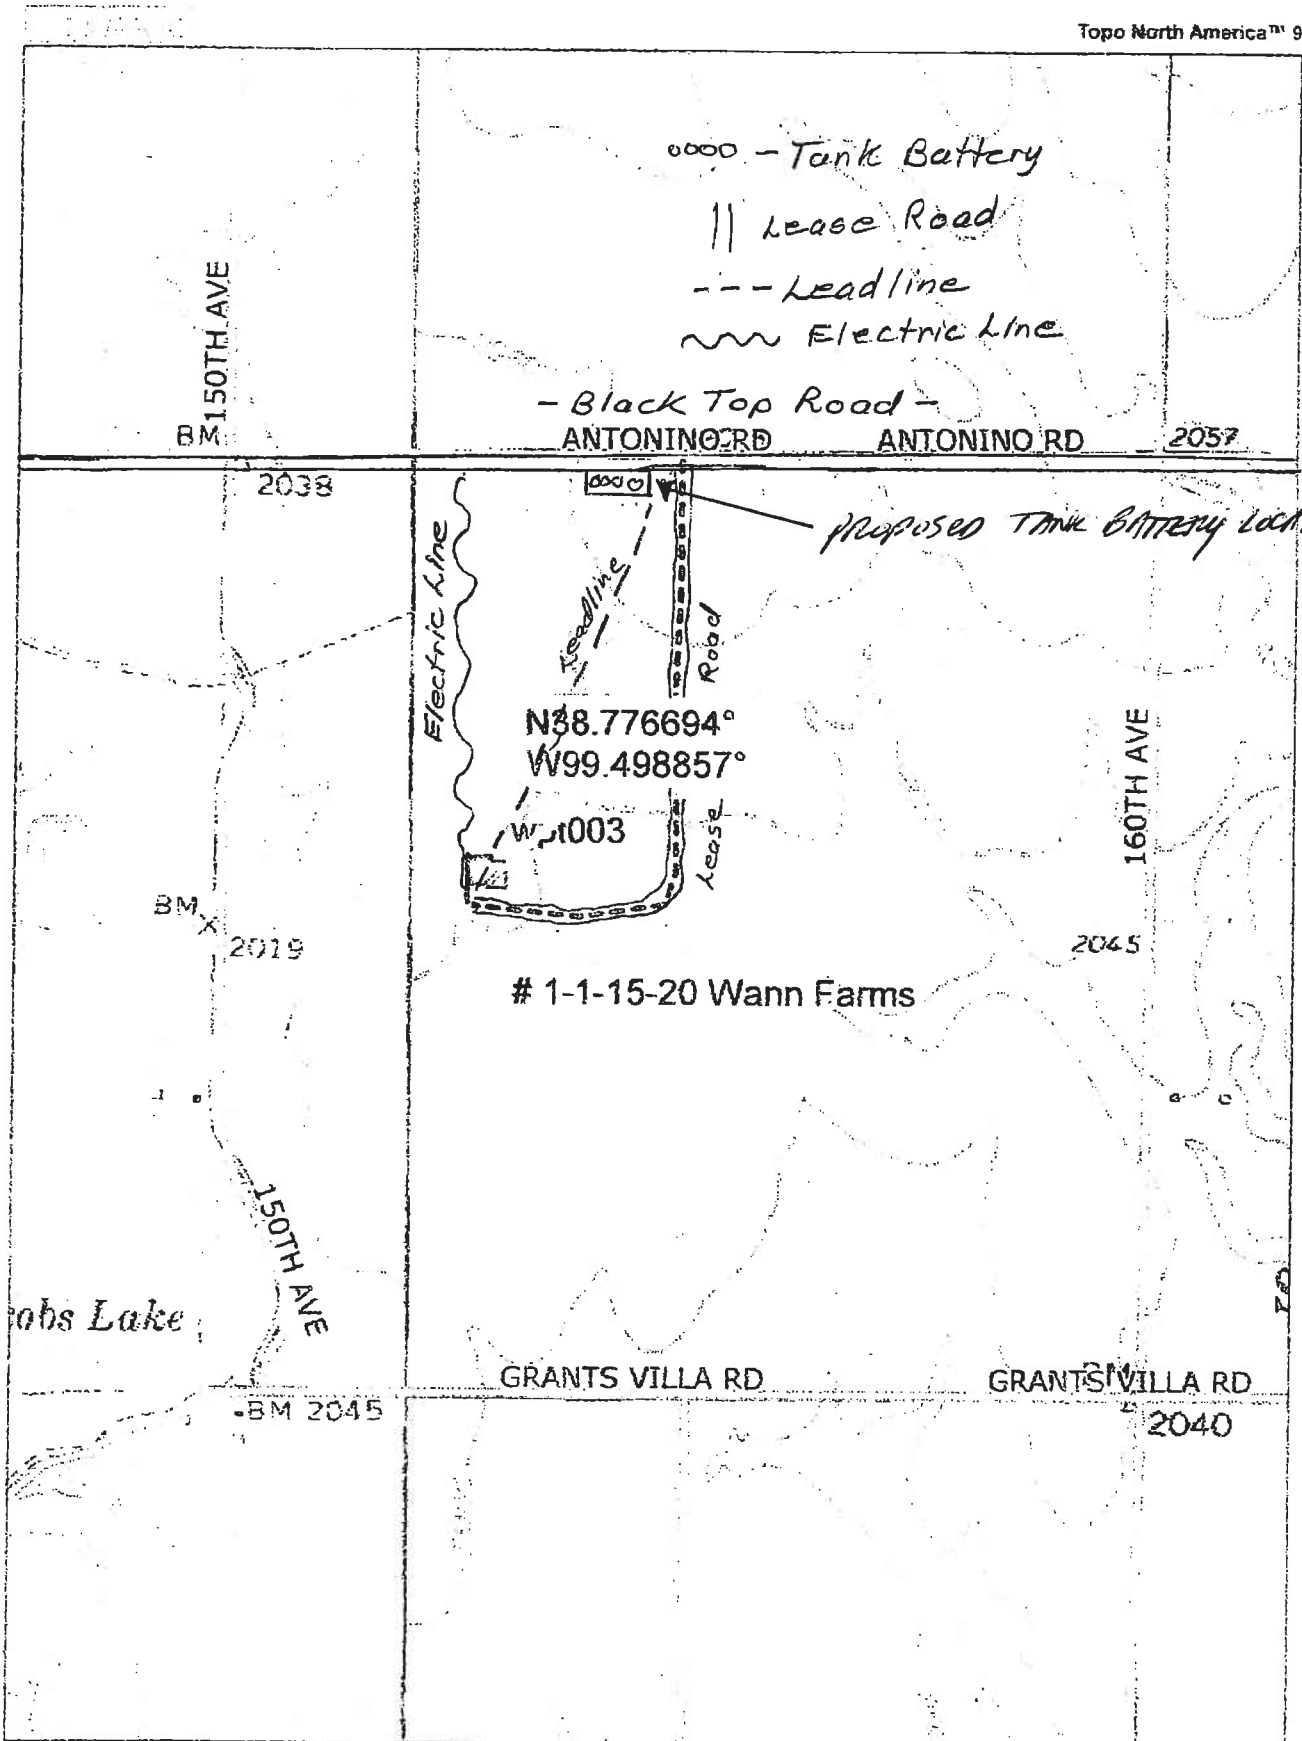 Topo North America™ 9
oooo - Tank Battery
|| Lease Road
--- Leadline
Electric Line
- Black Top Road -
150TH AVE
BM
ANTONINO RD
ANTONINO RD
2057
2038
PROPOSED TANK BATTERY LOCA
Electric Line
Leadline
Lease Road
N38.776694°
W99.498857°
wpt003
160TH AVE
BM
2019
2045
# 1-1-15-20 Wann Farms
150TH AVE
obs Lake
GRANTS VILLA RD
GRANTS VILLA RD
BM 2045
2040